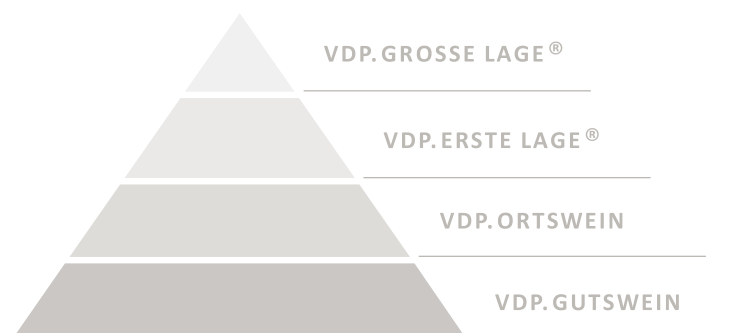 VDP.GROSSE LAGE®
VDP.ERSTE LAGE®
VDP.ORTSWEIN
VDP.GUTSWEIN